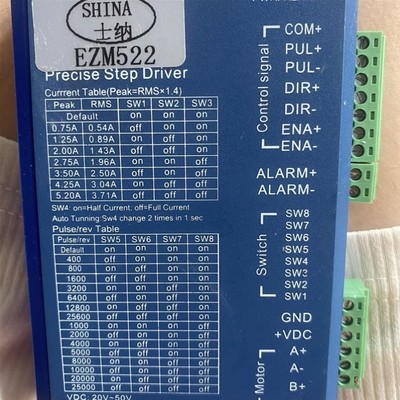 SHINA
士纳
EZM522
Precise Step Driver
Currrent Table(Peak=RMS×1.4)
Peak RMS SW1 SW2 SW3
Default on on on
0.75A 0.54A off on on
1.25A 0.89A on off on
2.00A 1.43A off off on
2.75A 1.96A on on off
3.50A 2.50A off on off
4.25A 3.04A on off off
5.20A 3.71A off off off
SW4: on=Half Current; off=Full Current
Auto Tunning:Sw4 change 2 times in 1 sec
Pulse/rev Table
Pulse/rev SW5 SW6 SW7 SW8
Default on on on on
400 off on on on
800 on off on on
1600 off off on on
3200 on on off on
6400 off on off on
12800 on off off on
25600 off off off on
1000 on on on off
2000 off on on off
4000 on off on off
5000 off off on off
8000 on on off off
10000 off on off off
20000 on off off off
25000 off off off off
VDC: 20V~50V
COM+
PUL+
PUL-
DIR+
DIR-
ENA+
ENA-
Control signal
ALARM+
ALARM-
SW8
SW7
SW6
SW5
SW4
SW3
SW2
SW1
Switch
GND
+VDC
A+
A-
B+
Motor